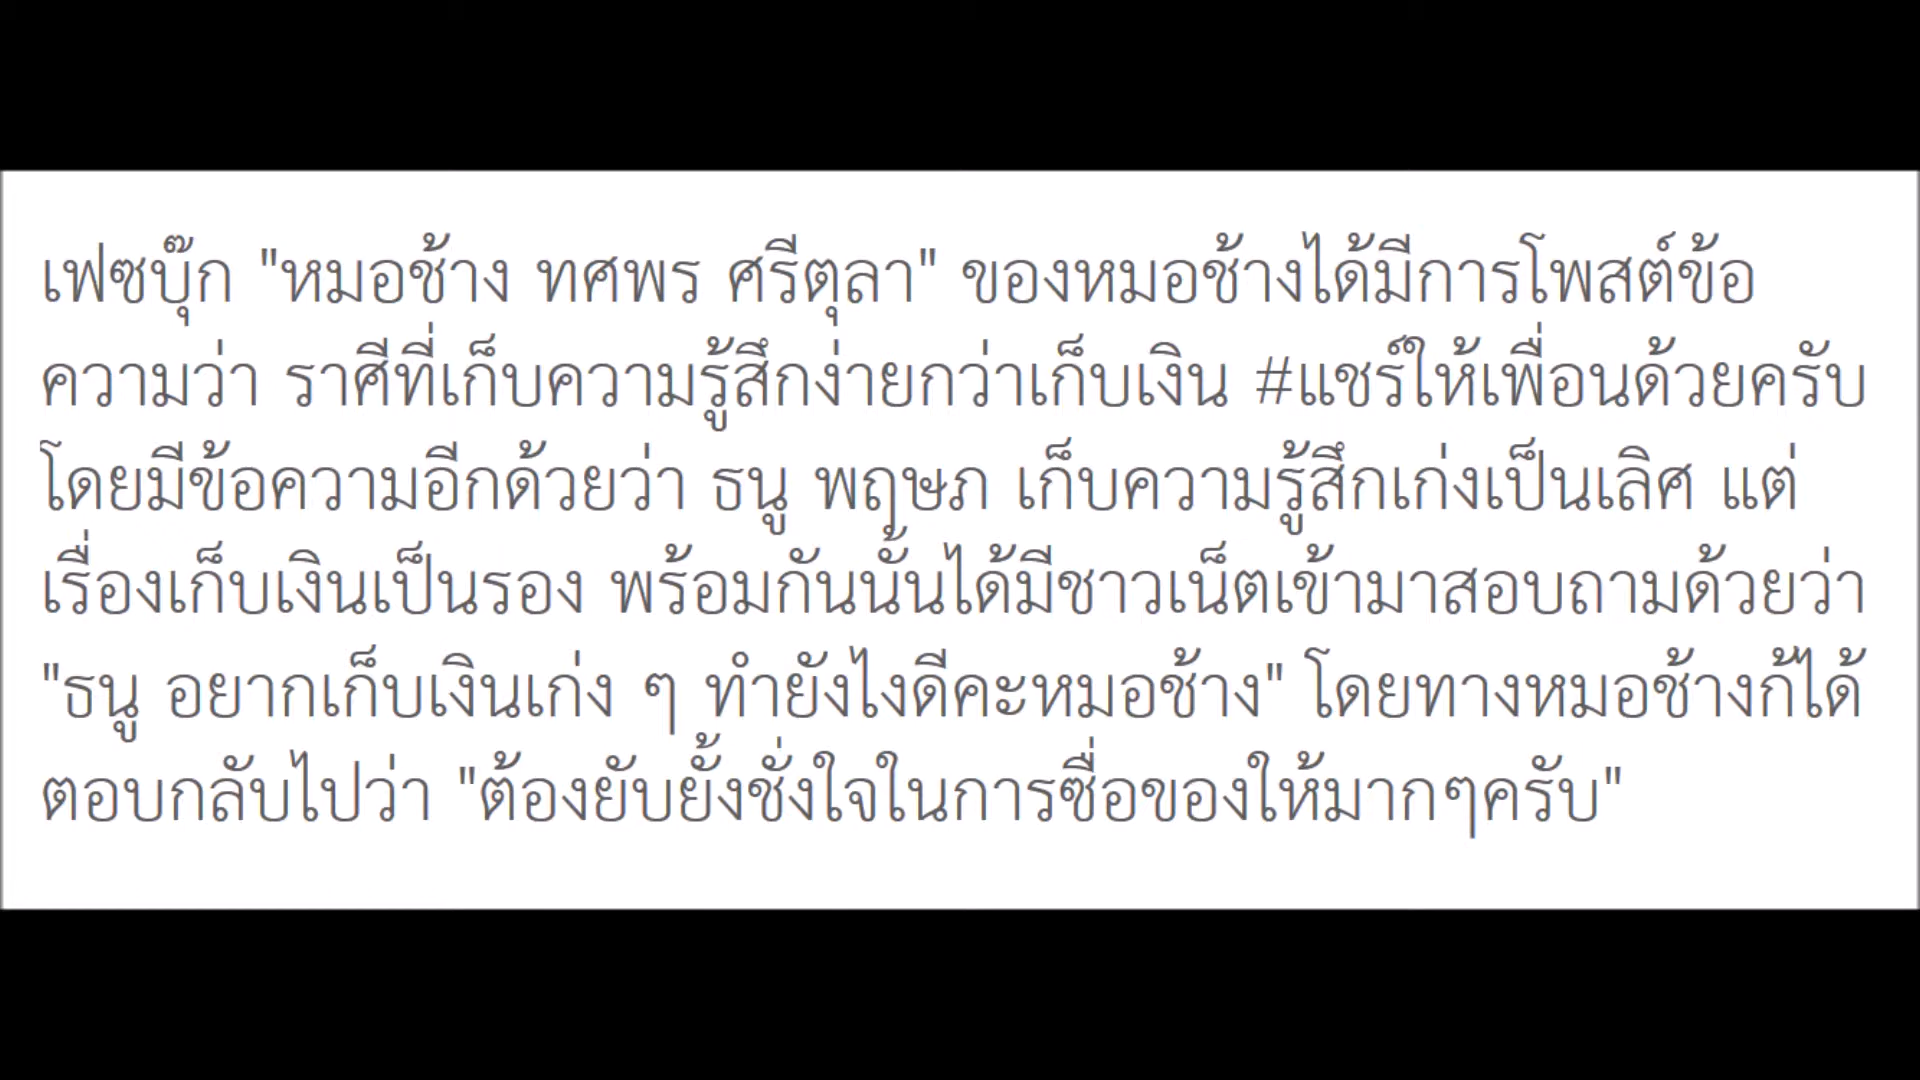 เฟซบุ๊ก "หมอช้าง ทศพร ศรีตุลา" ของหมอช้างได้มีการโพสต์ข้อ
ความว่า ราศีที่เก็บความรู้สึกง่ายกว่าเก็บเงิน #แชร์ให้เพื่อนด้วยครับ
โดยมีข้อความอีกด้วยว่า ธนู พฤษภ เก็บความรู้สึกเก่งเป็นเลิศ แต่
เรื่องเก็บเงินเป็นรอง พร้อมกันนั้นได้มีชาวเน็ตเข้ามาสอบถามด้วยว่า
"ธนู อยากเก็บเงินเก่ง ๆ ทำยังไงดีคะหมอช้าง" โดยทางหมอช้างก้ได้
ตอบกลับไปว่า "ต้องยับยั้งชั่งใจในการซื่อของให้มากๆครับ"